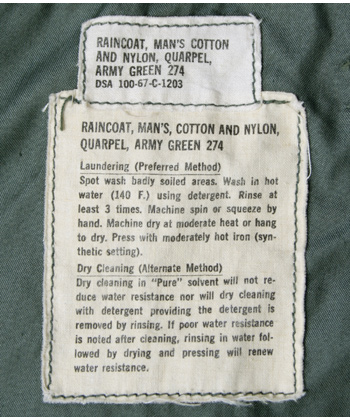 RAINCOAT, MAN'S COTTON
AND NYLON, QUARPEL,
ARMY GREEN 274
DSA 100-67-C-1203
RAINCOAT, MAN'S, COTTON AND NYLON,
QUARPEL, ARMY GREEN 274
Laundering (Preferred Method)
Spot wash badly soiled areas. Wash in hot
water (140 F.) using detergent. Rinse at
least 3 times. Machine spin or squeeze by
hand. Machine dry at moderate heat or hang
to dry. Press with moderately hot iron (syn-
thetic setting).
Dry Cleaning (Alternate Method)
Dry cleaning in "Pure" solvent will not re-
duce water resistance nor will dry cleaning
with detergent providing the detergent is
removed by rinsing. If poor water resistance
is noted after cleaning, rinsing in water fol-
lowed by drying and pressing will renew
water resistance.